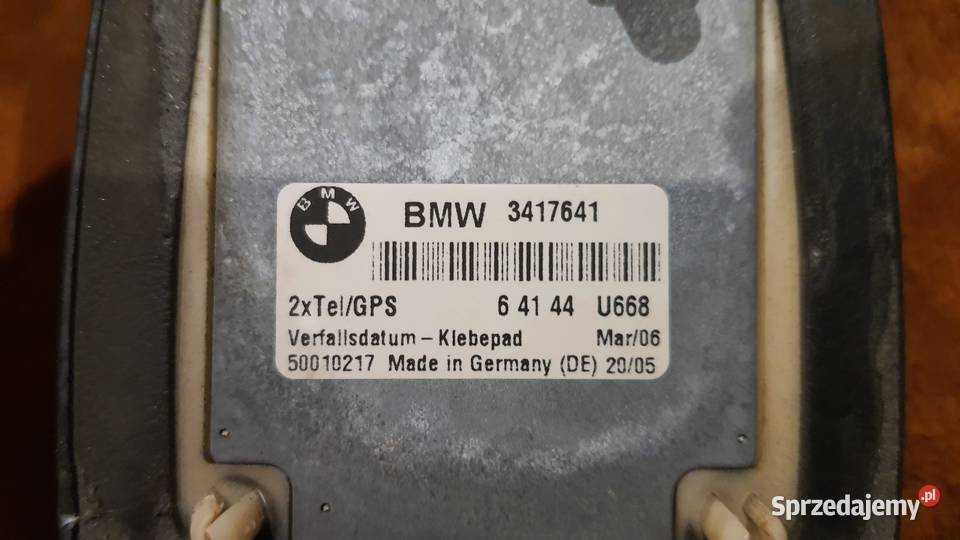 BMW
BMW 3417641
2xTel/GPS 6 41 44 U668
Verfallsdatum – Klebepad Mar/06
50010217 Made in Germany (DE) 20/05
Sprzedajemy.pl